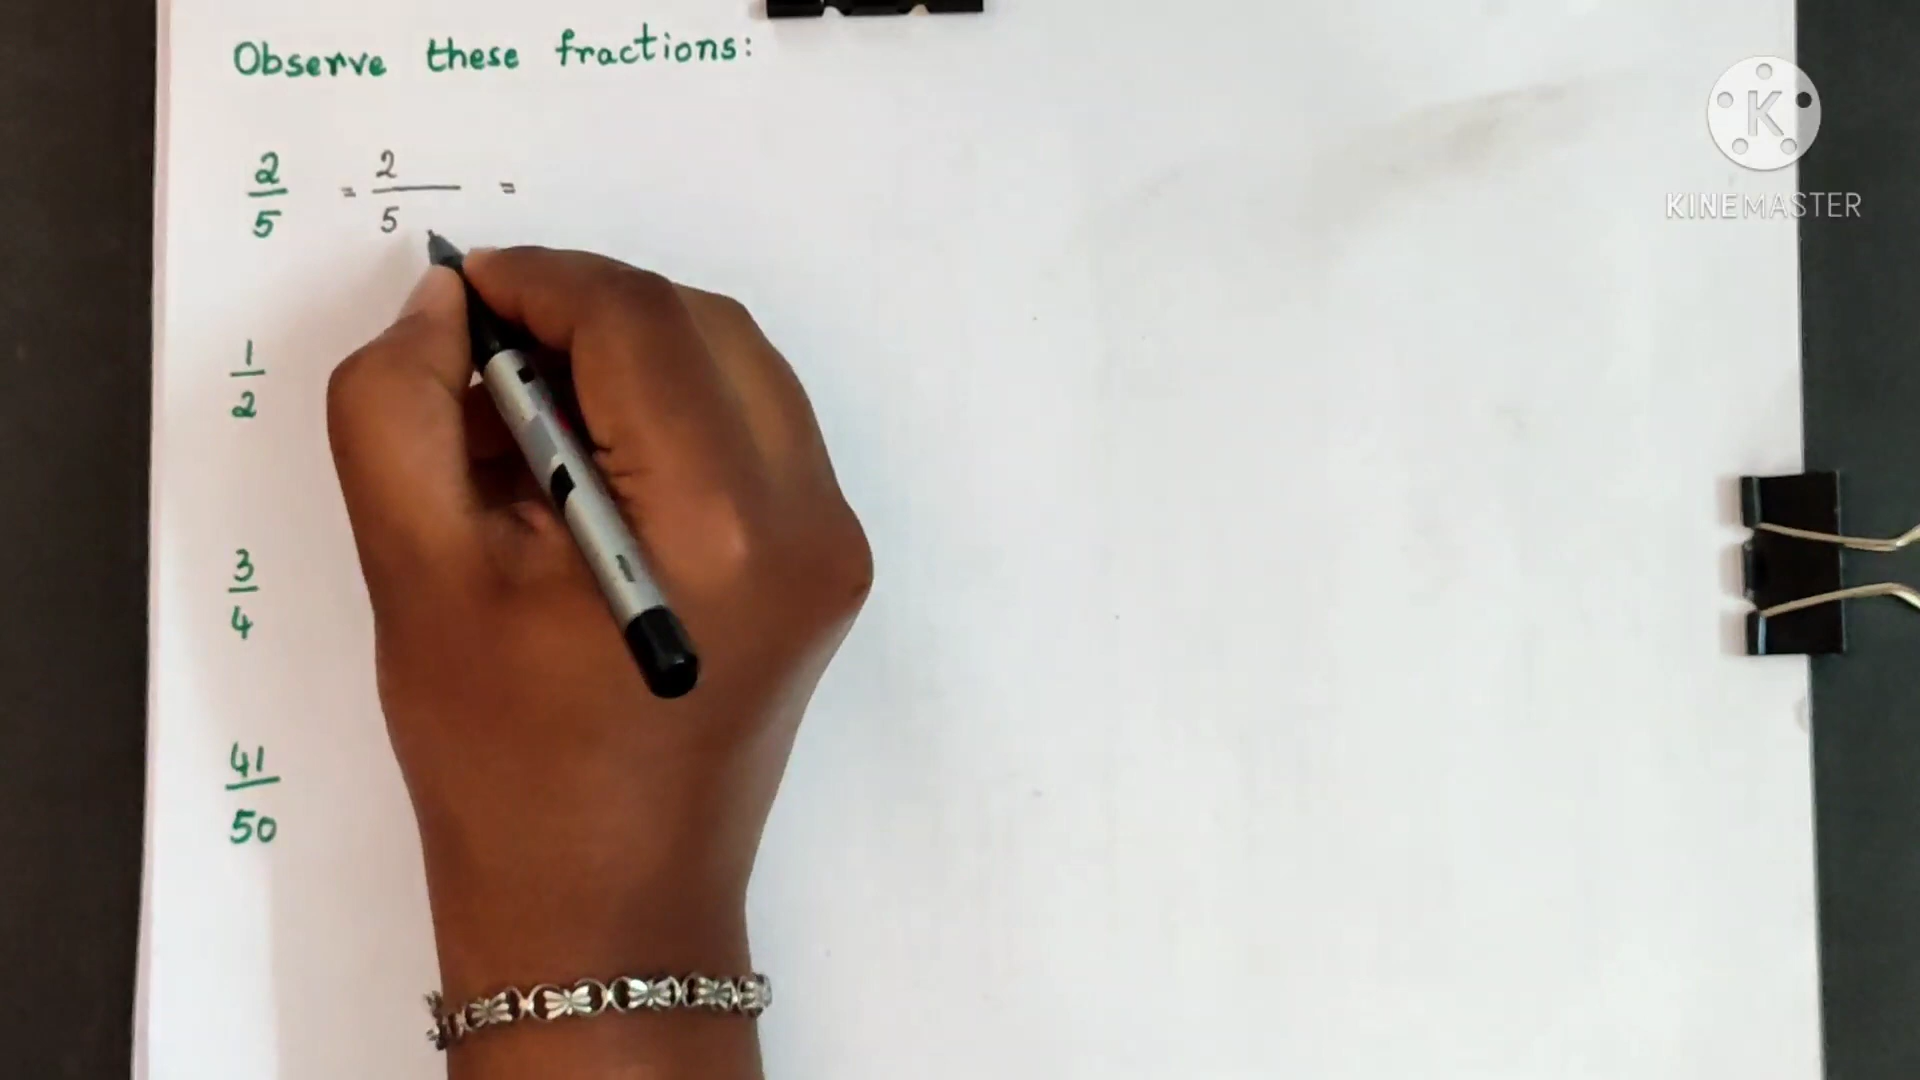 Observe these fractions:
2/5 = 2/5 =
1/2
3/4
41/50
K
KINEMASTER